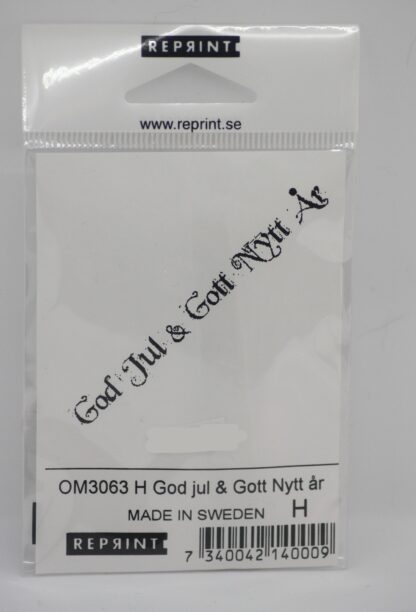 REPRINT
www.reprint.se
God Jul & Gott Nytt År
OM3063 H God jul & Gott Nytt år
MADE IN SWEDEN H
REPRINT
7 340042 140009